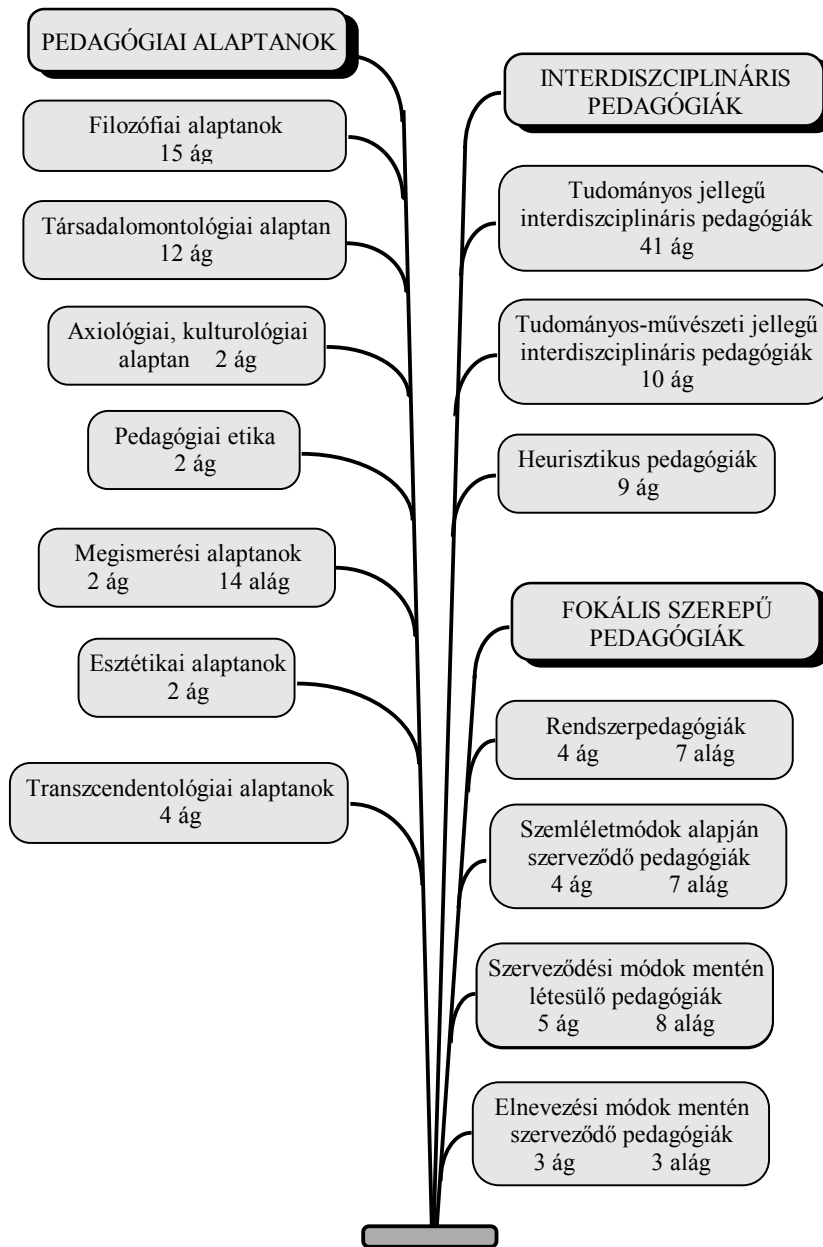 PEDAGÓGIAI ALAPTANOK
Filozófiai alaptanok
15 ág
Társadalomontológiai alaptan
12 ág
Axiológiai, kulturológiai
alaptan 2 ág
Pedagógiai etika
2 ág
Megismerési alaptanok
2 ág 14 alág
Esztétikai alaptanok
2 ág
Transzcendentológiai alaptanok
4 ág
INTERDISZCIPLINÁRIS
PEDAGÓGIÁK
Tudományos jellegű
interdiszciplináris pedagógiák
41 ág
Tudományos-művészeti jellegű
interdiszciplináris pedagógiák
10 ág
Heurisztikus pedagógiák
9 ág
FOKÁLIS SZEREPŰ
PEDAGÓGIÁK
Rendszerpedagógiák
4 ág 7 alág
Szemléletmódok alapján
szerveződő pedagógiák
4 ág 7 alág
Szerveződési módok mentén
létesülő pedagógiák
5 ág 8 alág
Elnevezési módok mentén
szerveződő pedagógiák
3 ág 3 alág